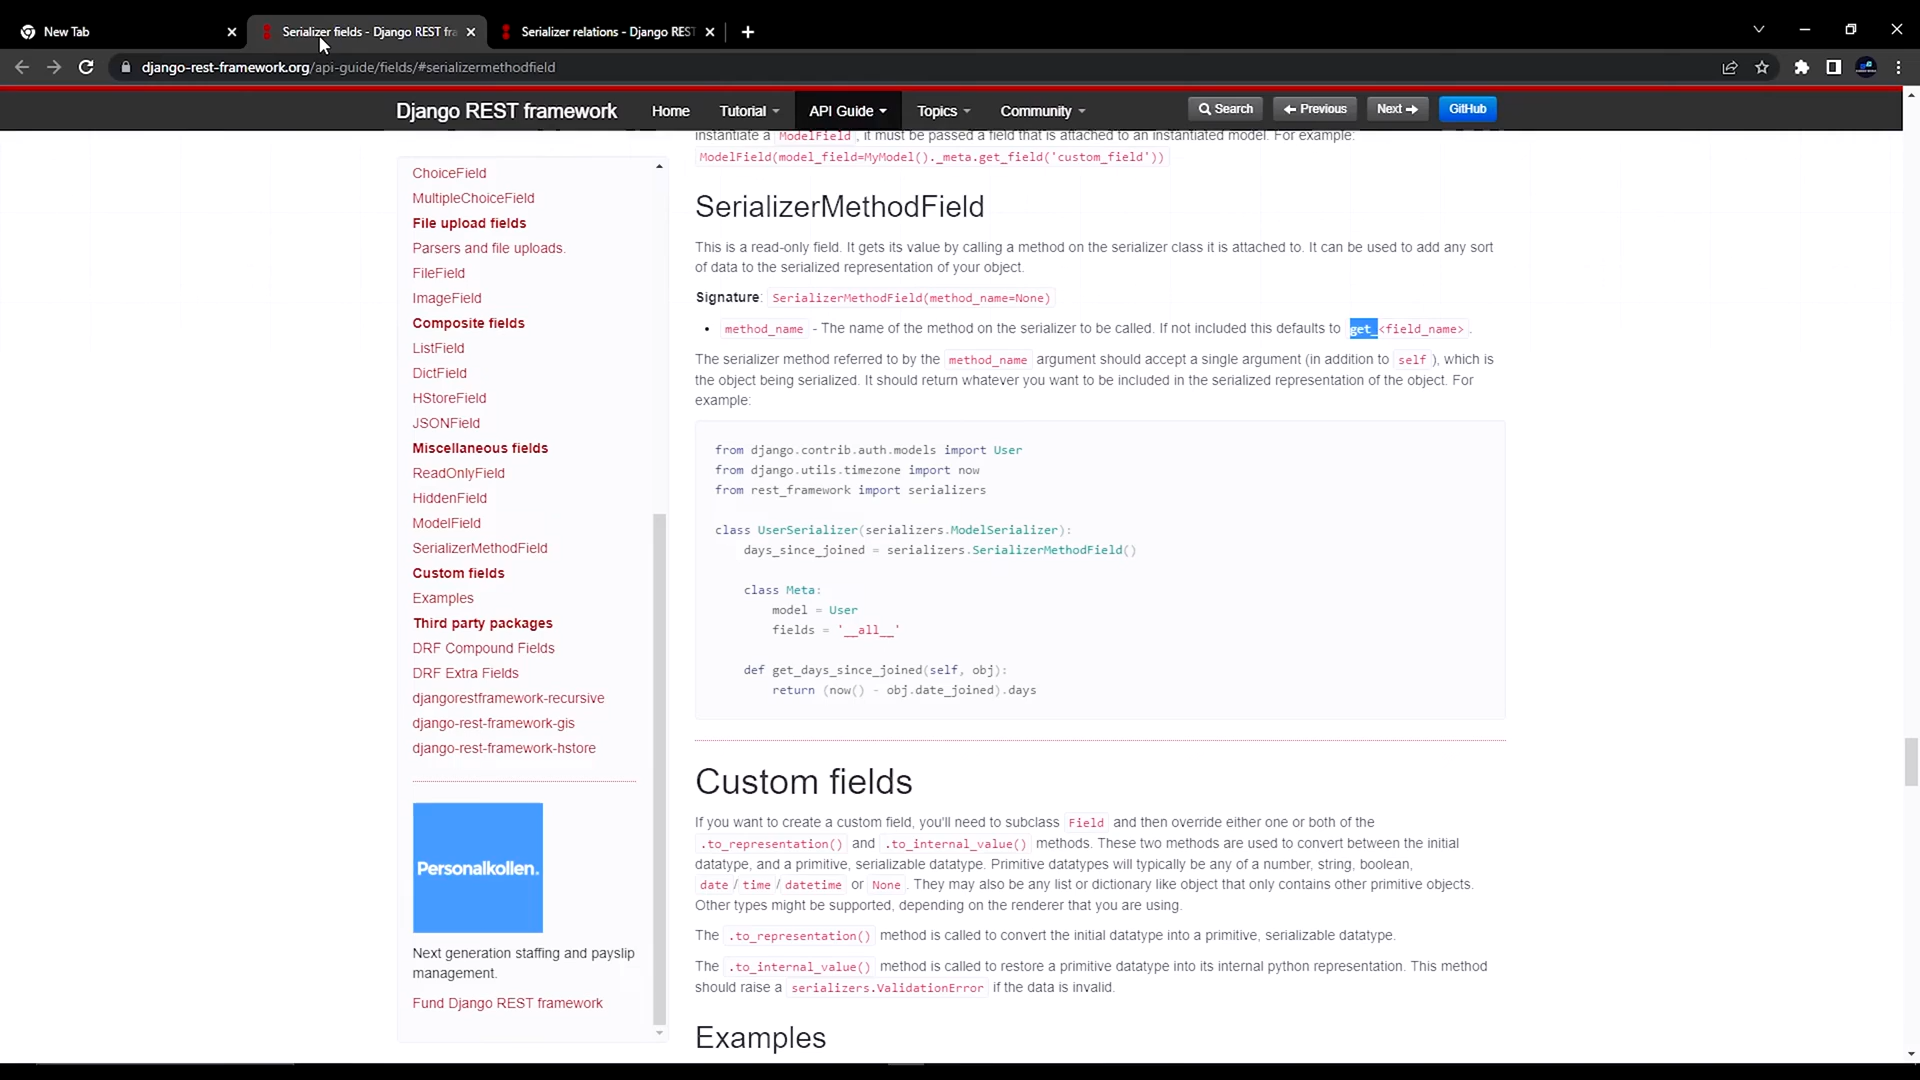 New Tab
Serializer fields - Django REST fra
Serializer relations - Django REST
django-rest-framework.org/api-guide/fields/#serializermethodfield
Django REST framework
Home
Tutorial
API Guide
Topics
Community
Search
Previous
Next
GitHub
ChoiceField
MultipleChoiceField
File upload fields
Parsers and file uploads.
FileField
ImageField
Composite fields
ListField
DictField
HStoreField
JSONField
Miscellaneous fields
ReadOnlyField
HiddenField
ModelField
SerializerMethodField
Custom fields
Examples
Third party packages
DRF Compound Fields
DRF Extra Fields
djangorestframework-recursive
django-rest-framework-gis
django-rest-framework-hstore
Personalkollen.
Next generation staffing and payslip
management.
Fund Django REST framework
instantiate a ModelField, it must be passed a field that is attached to an instantiated model. For example:
ModelField(model_field=MyModel()._meta.get_field('custom_field'))
SerializerMethodField
This is a read-only field. It gets its value by calling a method on the serializer class it is attached to. It can be used to add any sort
of data to the serialized representation of your object.
Signature: SerializerMethodField(method_name=None)
• method_name - The name of the method on the serializer to be called. If not included this defaults to get_<field_name>.
The serializer method referred to by the method_name argument should accept a single argument (in addition to self), which is
the object being serialized. It should return whatever you want to be included in the serialized representation of the object. For
example:
from django.contrib.auth.models import User
from django.utils.timezone import now
from rest_framework import serializers
class UserSerializer(serializers.ModelSerializer):
days_since_joined = serializers.SerializerMethodField()
class Meta:
model = User
fields = '__all__'
def get_days_since_joined(self, obj):
return (now() - obj.date_joined).days
Custom fields
If you want to create a custom field, you'll need to subclass Field and then override either one or both of the
.to_representation() and .to_internal_value() methods. These two methods are used to convert between the initial
datatype, and a primitive, serializable datatype. Primitive datatypes will typically be any of a number, string, boolean,
date / time / datetime or None. They may also be any list or dictionary like object that only contains other primitive objects.
Other types might be supported, depending on the renderer that you are using.
The .to_representation() method is called to convert the initial datatype into a primitive, serializable datatype.
The .to_internal_value() method is called to restore a primitive datatype into its internal python representation. This method
should raise a serializers.ValidationError if the data is invalid.
Examples